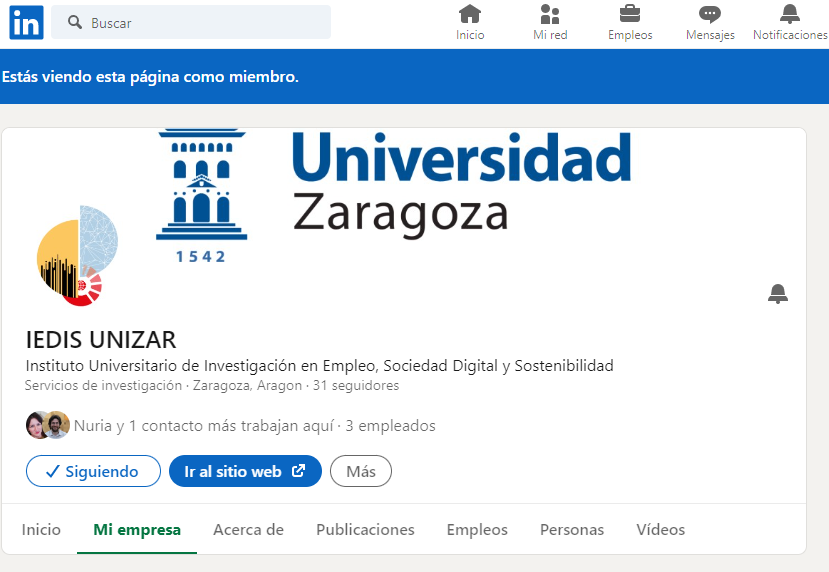 in
Buscar
Inicio
Mi red
Empleos
Mensajes
Notificaciones
Estás viendo esta página como miembro.
Universidad
Zaragoza
1542
IEDIS UNIZAR
Instituto Universitario de Investigación en Empleo, Sociedad Digital y Sostenibilidad
Servicios de investigación · Zaragoza, Aragon · 31 seguidores
Nuria y 1 contacto más trabajan aquí · 3 empleados
Siguiendo
Ir al sitio web
Más
Inicio
Mi empresa
Acerca de
Publicaciones
Empleos
Personas
Vídeos